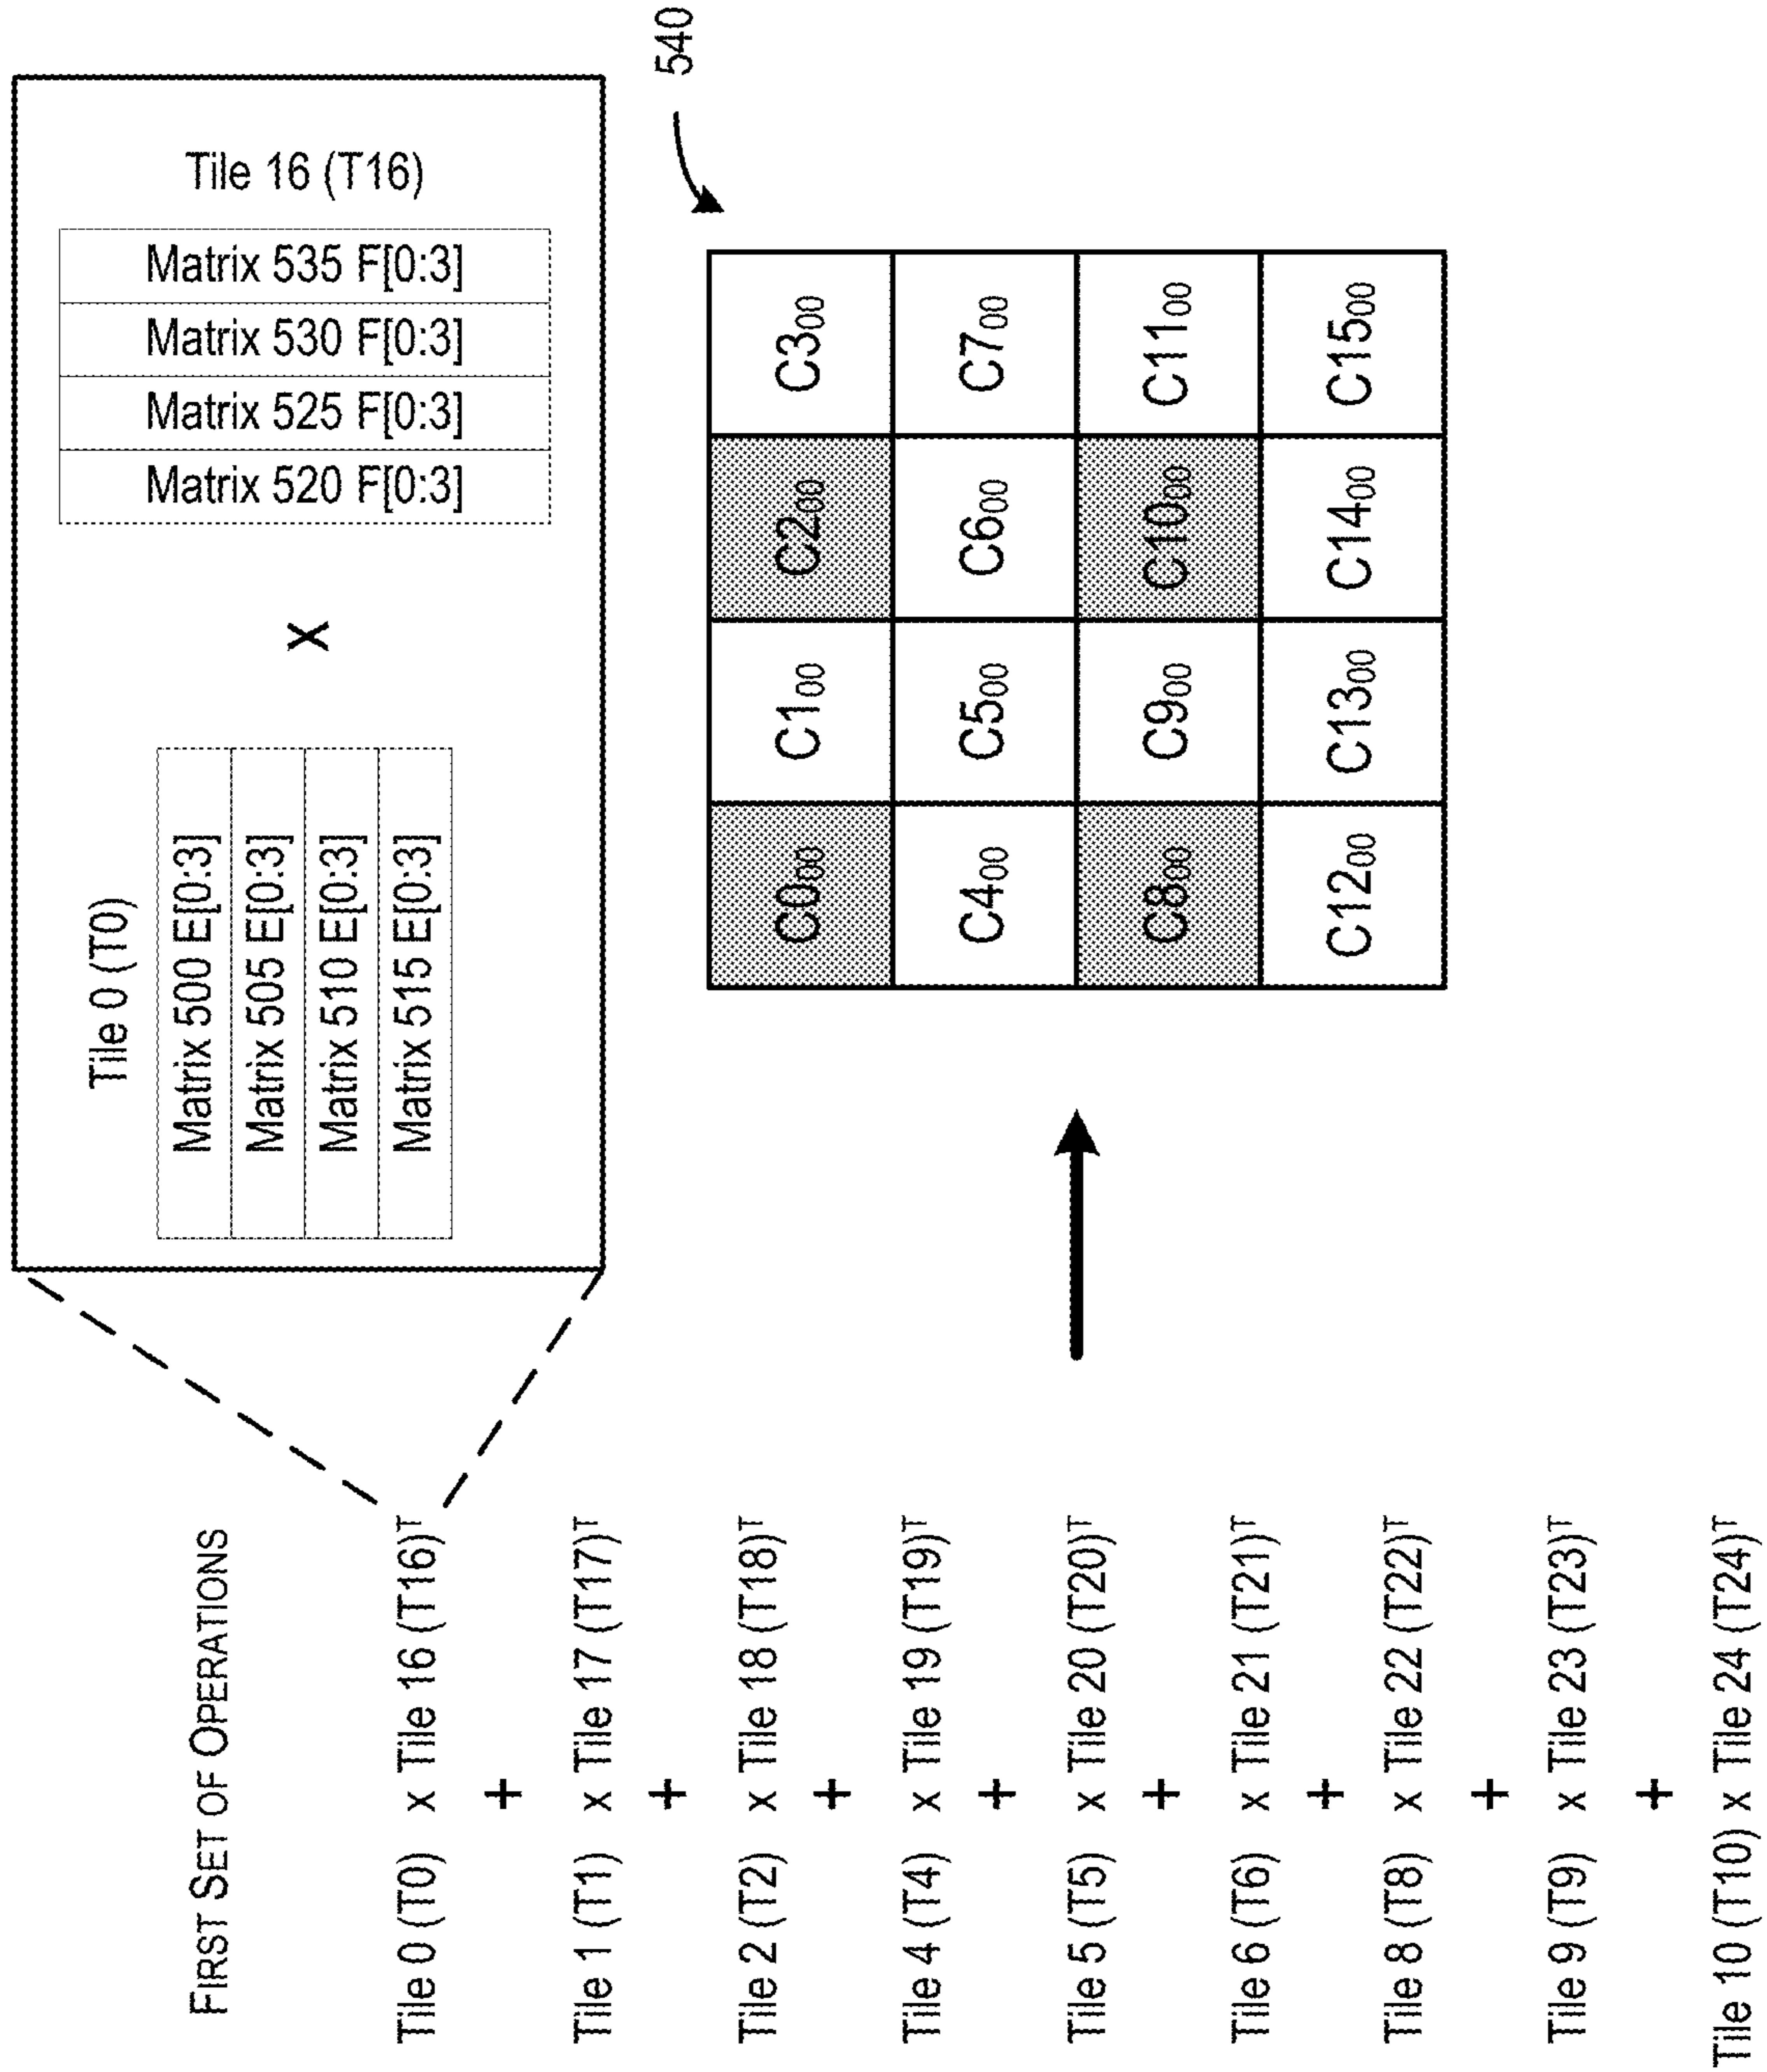 FIRST SET OF OPERATIONS
Tile 0 (T0) x Tile 16 (T16)ᵀ
+
Tile 1 (T1) x Tile 17 (T17)ᵀ
+
Tile 2 (T2) x Tile 18 (T18)ᵀ
+
Tile 4 (T4) x Tile 19 (T19)ᵀ
+
Tile 5 (T5) x Tile 20 (T20)ᵀ
+
Tile 6 (T6) x Tile 21 (T21)ᵀ
+
Tile 8 (T8) x Tile 22 (T22)ᵀ
+
Tile 9 (T9) x Tile 23 (T23)ᵀ
+
Tile 10 (T10) x Tile 24 (T24)ᵀ
Tile 0 (T0)
Matrix 500 E[0:3]
Matrix 505 E[0:3]
Matrix 510 E[0:3]
Matrix 515 E[0:3]
X
Tile 16 (T16)
Matrix 520 F[0:3]
Matrix 525 F[0:3]
Matrix 530 F[0:3]
Matrix 535 F[0:3]
540
C0₀₀ C1₀₀ C2₀₀ C3₀₀
C4₀₀ C5₀₀ C6₀₀ C7₀₀
C8₀₀ C9₀₀ C10₀₀ C11₀₀
C12₀₀ C13₀₀ C14₀₀ C15₀₀